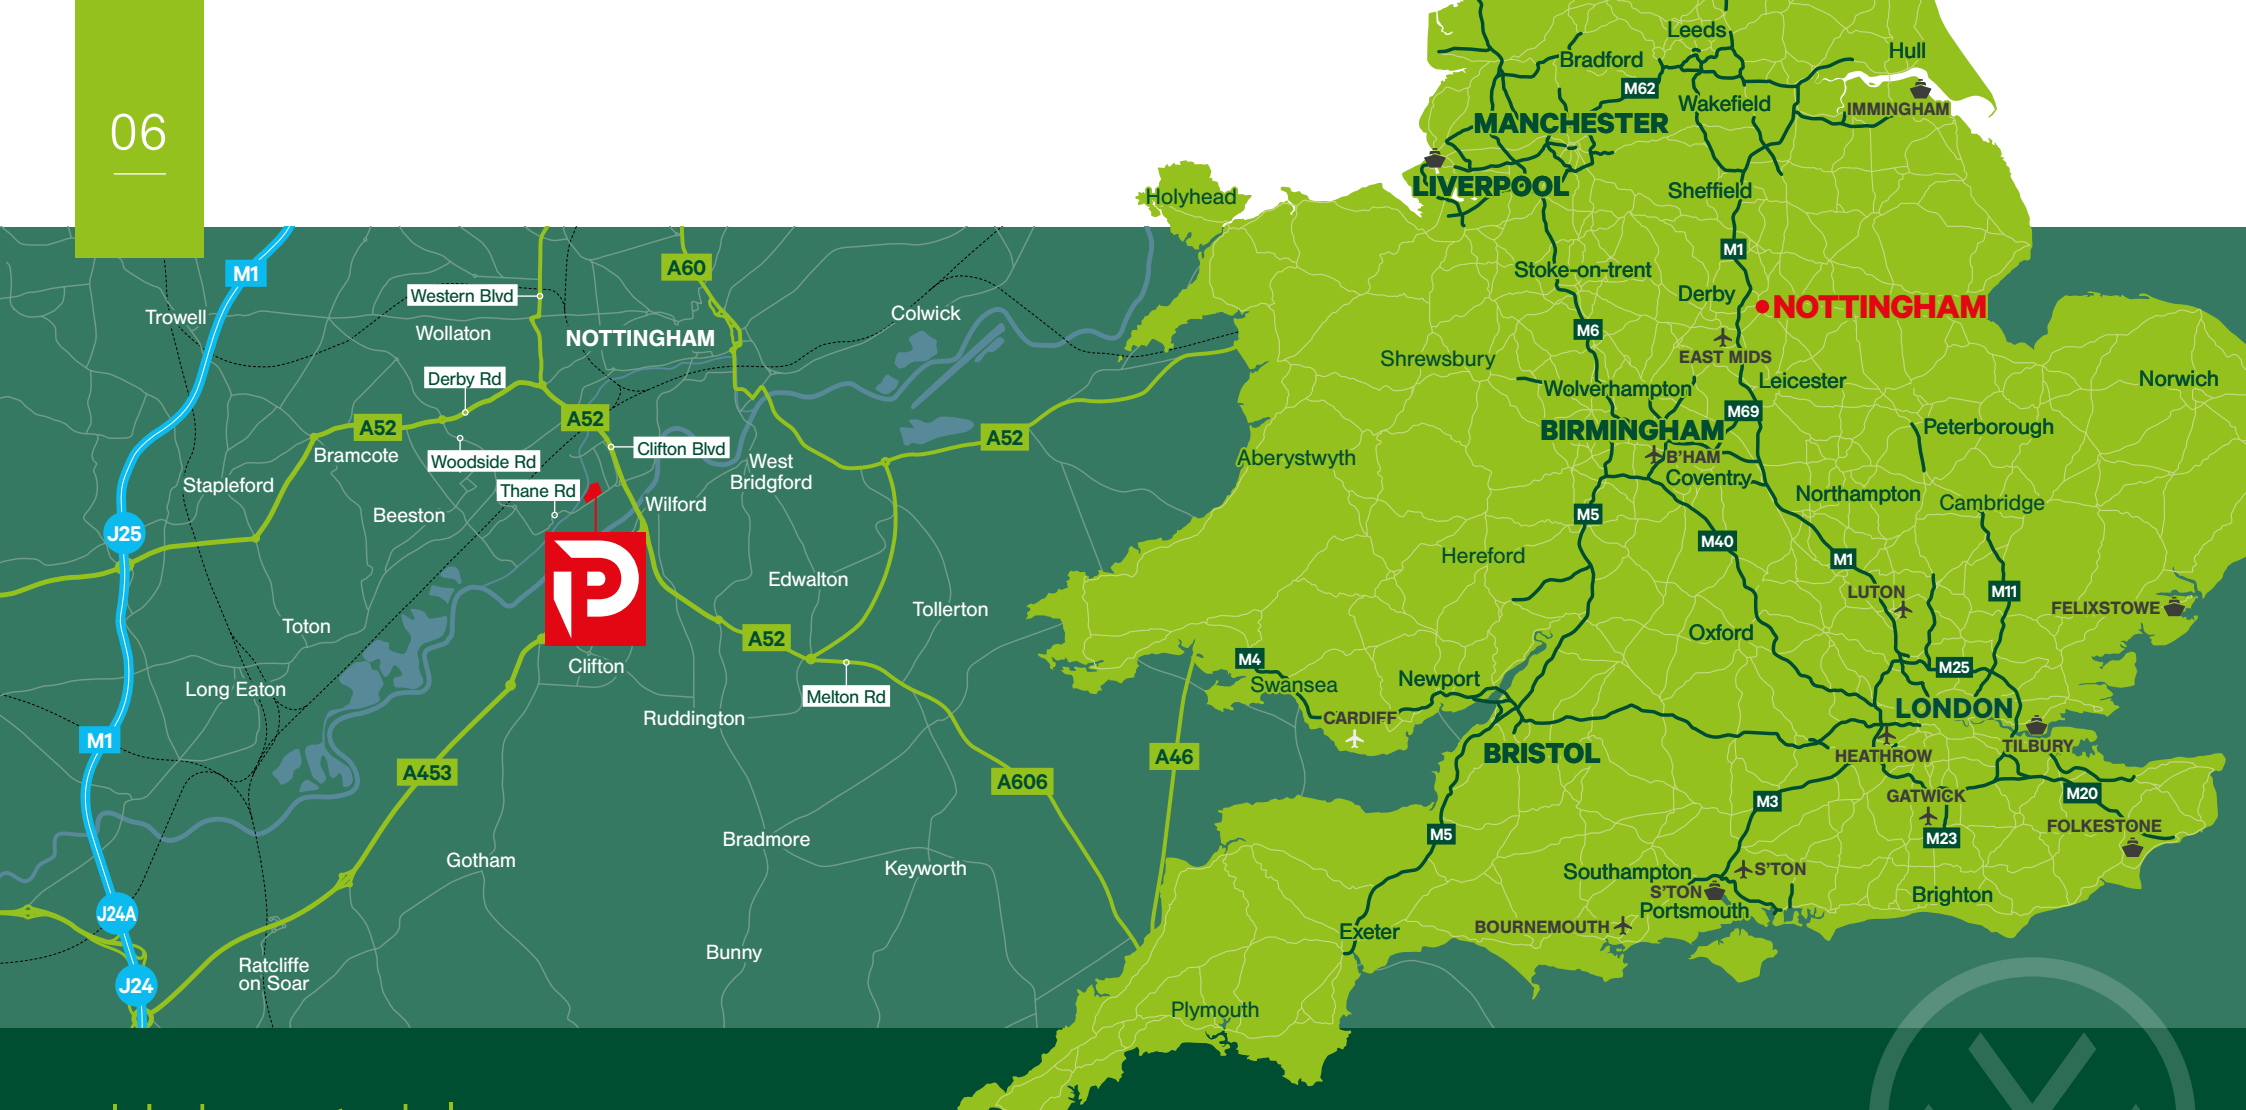 06
M1
Trowell
Western Blvd
Wollaton
A60
NOTTINGHAM
Colwick
Derby Rd
A52
A52
Clifton Blvd
A52
Bramcote
Woodside Rd
West
Bridgford
Stapleford
Thane Rd
Wilford
Beeston
J25
P
Edwalton
Tollerton
Toton
A52
Clifton
Long Eaton
Melton Rd
Ruddington
M1
A453
A606
A46
Bradmore
Gotham
Keyworth
J24A
Bunny
Ratcliffe
on Soar
J24
Leeds
Hull
Bradford
M62
Wakefield
IMMINGHAM
MANCHESTER
LIVERPOOL
Sheffield
Holyhead
M1
Stoke-on-trent
Derby
NOTTINGHAM
M6
EAST MIDS
Shrewsbury
Wolverhampton
Leicester
Norwich
M69
BIRMINGHAM
Peterborough
Aberystwyth
B'HAM
Coventry
Northampton
Cambridge
M5
M40
Hereford
M1
LUTON
M11
FELIXSTOWE
Oxford
M4
M25
Swansea
Newport
LONDON
CARDIFF
BRISTOL
HEATHROW
TILBURY
M3
GATWICK
M20
M5
M23
FOLKESTONE
Southampton
S'TON
S'TON
Brighton
Portsmouth
BOURNEMOUTH
Exeter
Plymouth